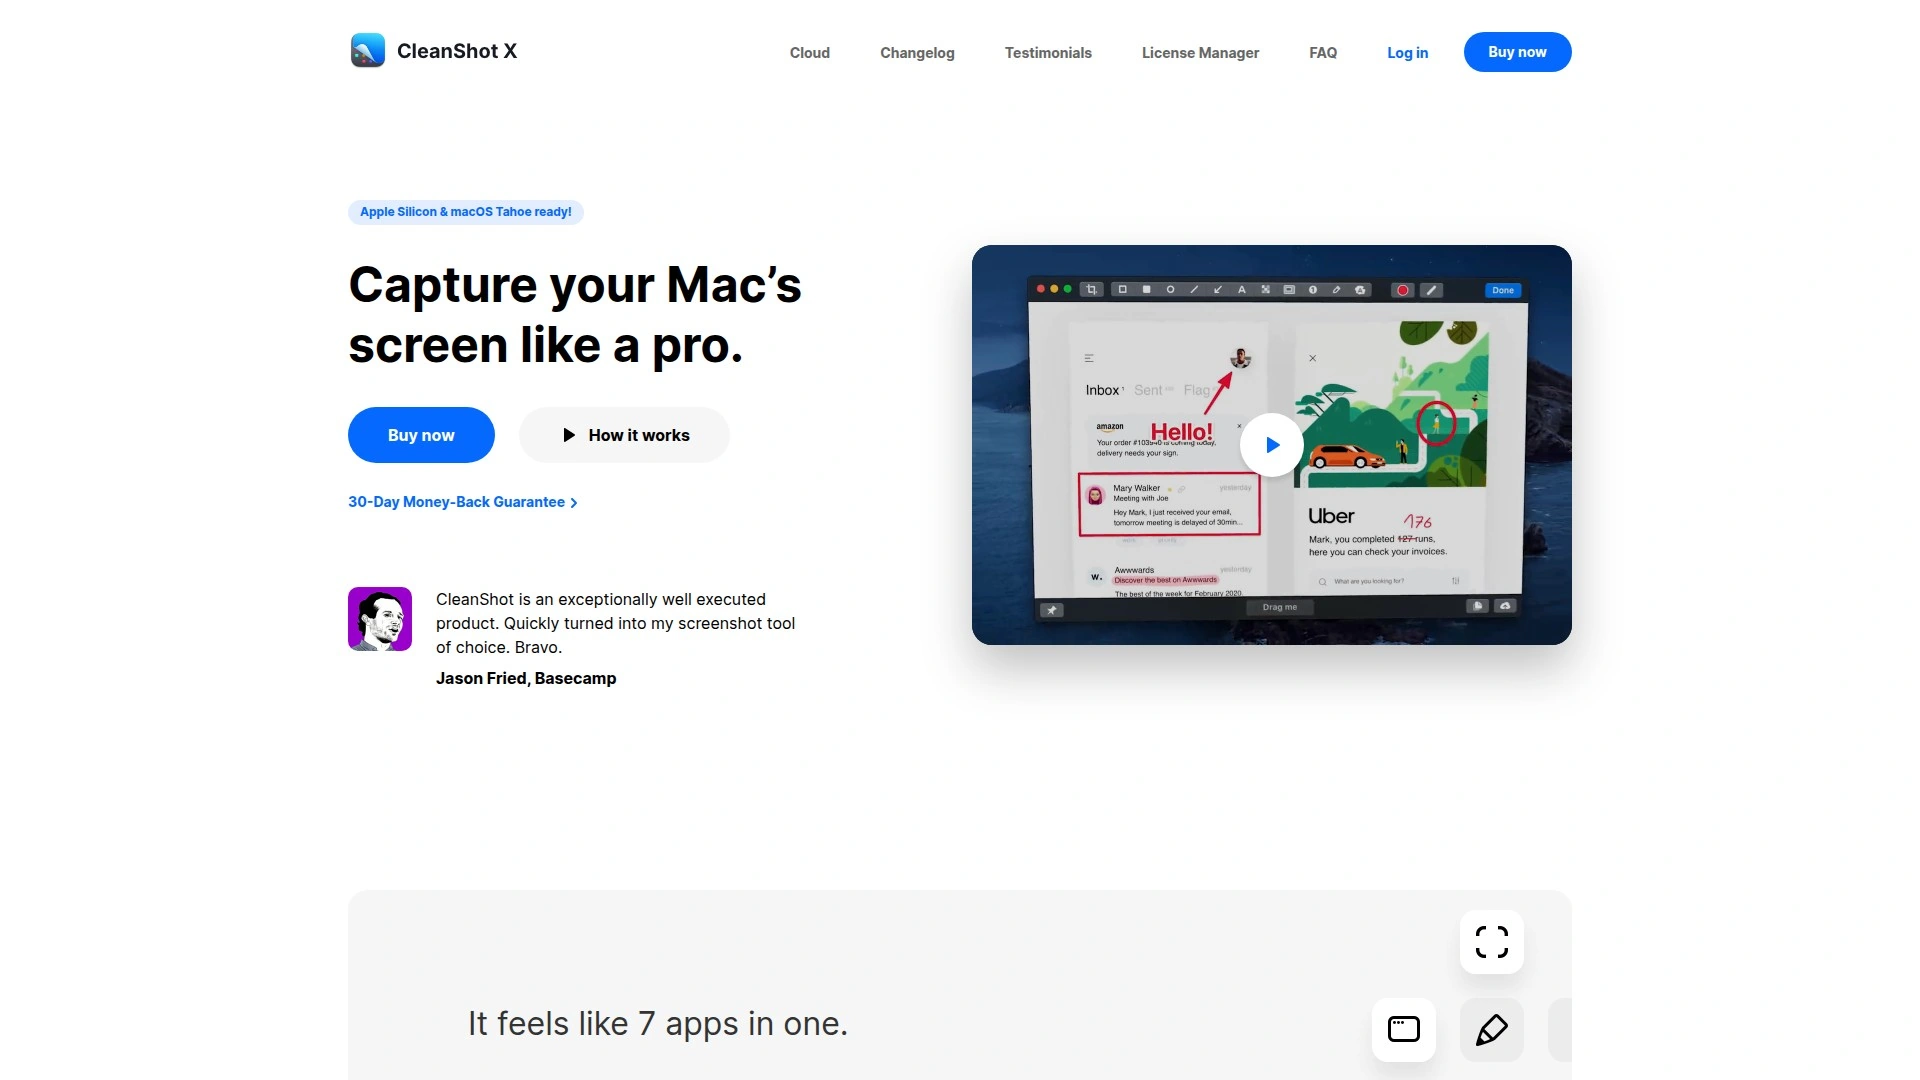 CleanShot X
Cloud
Changelog
Testimonials
License Manager
FAQ
Log in
Buy now
Apple Silicon & macOS Tahoe ready!
Capture your Mac’s
screen like a pro.
Buy now
How it works
30-Day Money-Back Guarantee
CleanShot is an exceptionally well executed
product. Quickly turned into my screenshot tool
of choice. Bravo.
Jason Fried, Basecamp
Done
Inbox
Sent
Flag
Hello!
amazon
Your order
is coming today,
delivery needs your sign.
Mary Walker
yesterday
Meeting with Joe
Hey Mark, I just received your email,
tomorrow meeting is delayed of 30min...
W.
Awwwards
yesterday
Discover the best on Awwwards
The best of the week for February 2020.
Uber
176
Mark, you completed 127 runs,
here you can check your invoices.
What are you looking for?
Drag me
It feels like 7 apps in one.